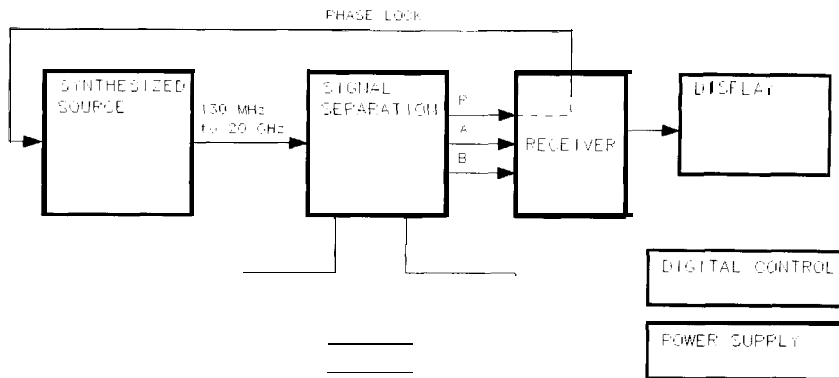 PHASE LOCK
SYNTHESIZED
SOURCE
130 MHz
to 20 GHz
SIGNAL
SEPARATION
R
A
B
RECEIVER
DISPLAY
DIGITAL CONTROL
POWER SUPPLY